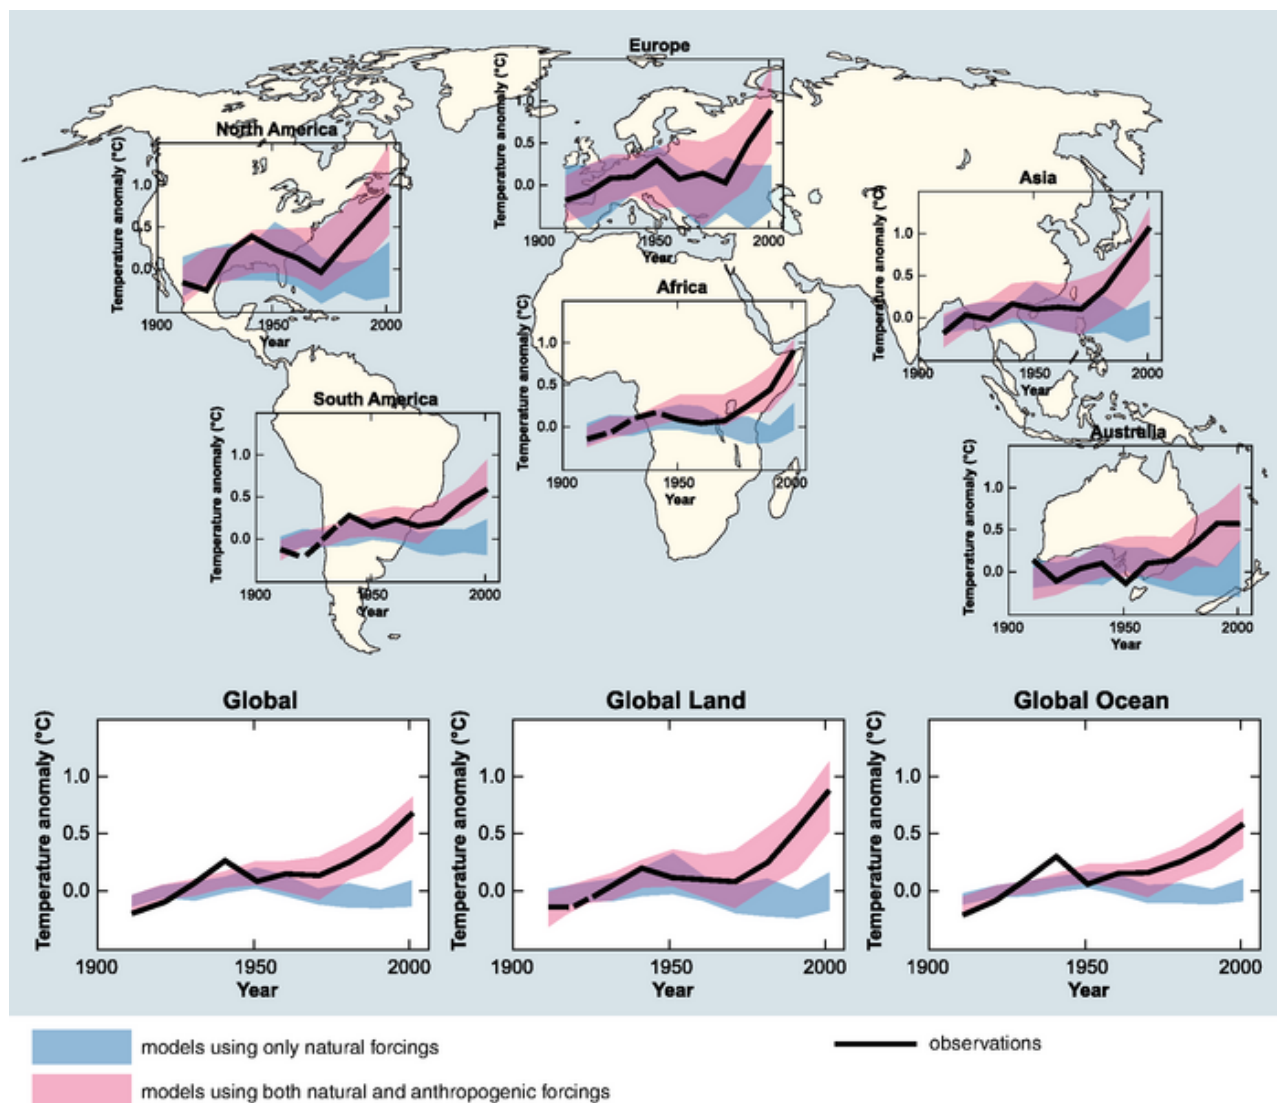 Europe
Temperature anomaly (°C)
1.0
0.5
0.0
1900
1950
2000
Year
North America
Temperature anomaly (°C)
1.0
0.5
0.0
1900
1950
2000
Year
Asia
Temperature anomaly (°C)
1.0
0.5
0.0
1900
1950
2000
Year
Africa
Temperature anomaly (°C)
1.0
0.5
0.0
1900
1950
2000
Year
South America
Temperature anomaly (°C)
1.0
0.5
0.0
1900
1950
2000
Year
Australia
Temperature anomaly (°C)
1.0
0.5
0.0
1900
1950
2000
Year
Global
Temperature anomaly (°C)
1.0
0.5
0.0
1900
1950
2000
Year
Global Land
Temperature anomaly (°C)
1.0
0.5
0.0
1900
1950
2000
Year
Global Ocean
Temperature anomaly (°C)
1.0
0.5
0.0
1900
1950
2000
Year
models using only natural forcings
observations
models using both natural and anthropogenic forcings